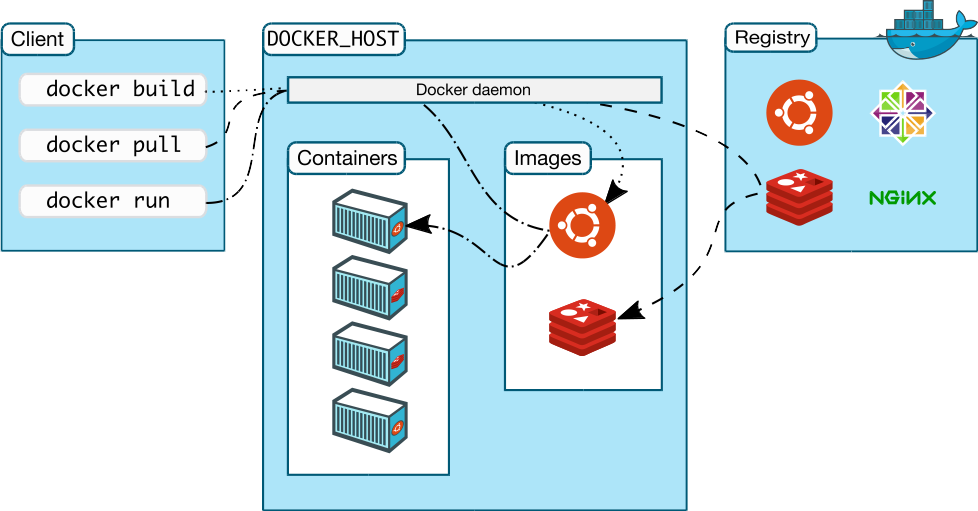 Client
docker build
docker pull
docker run
DOCKER_HOST
Docker daemon
Containers
Images
Registry
NGiNX